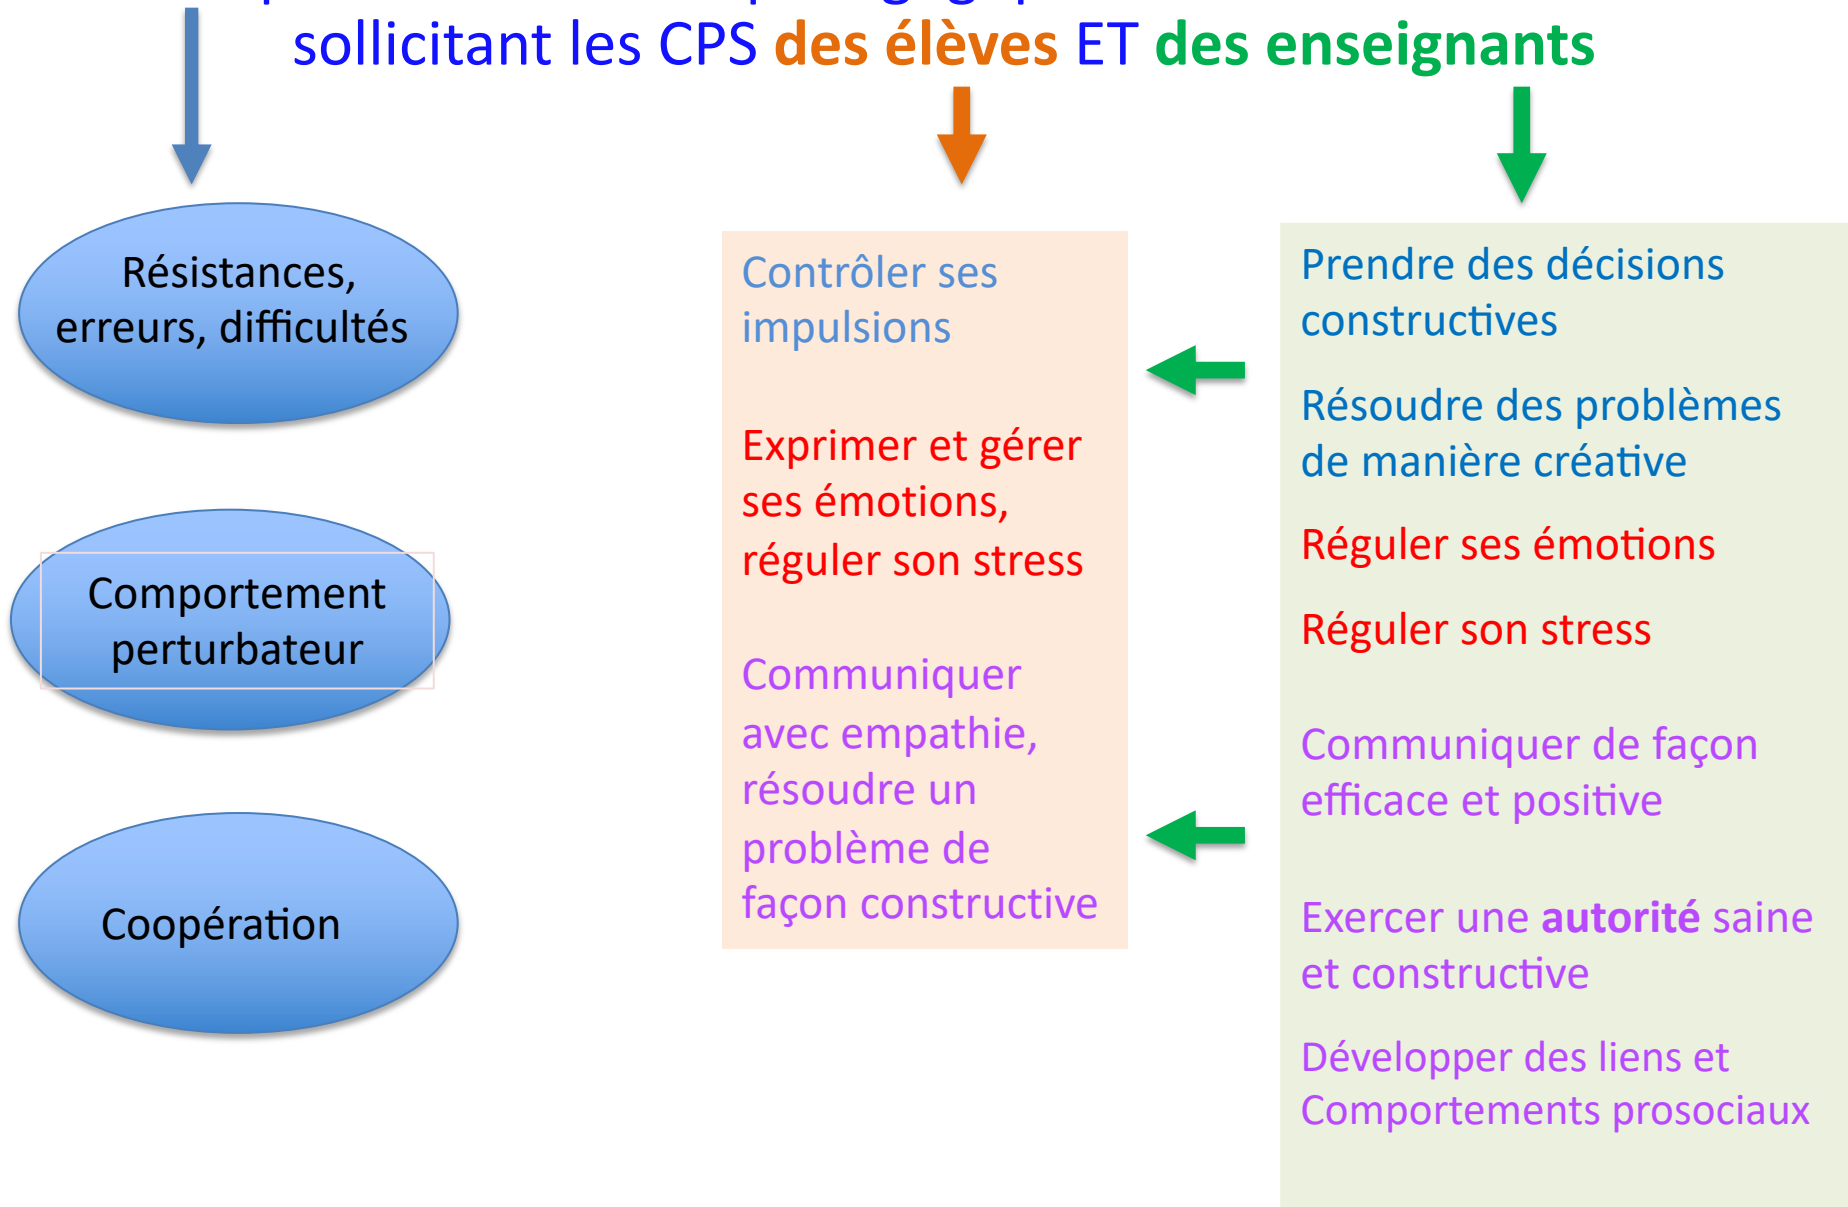 sollicitant les CPS des élèves ET des enseignants
Résistances,
erreurs, difficultés
Comportement
perturbateur
Coopération
Contrôler ses
impulsions
Exprimer et gérer
ses émotions,
réguler son stress
Communiquer
avec empathie,
résoudre un
problème de
façon constructive
Prendre des décisions
constructives
Résoudre des problèmes
de manière créative
Réguler ses émotions
Réguler son stress
Communiquer de façon
efficace et positive
Exercer une autorité saine
et constructive
Développer des liens et
Comportements prosociaux